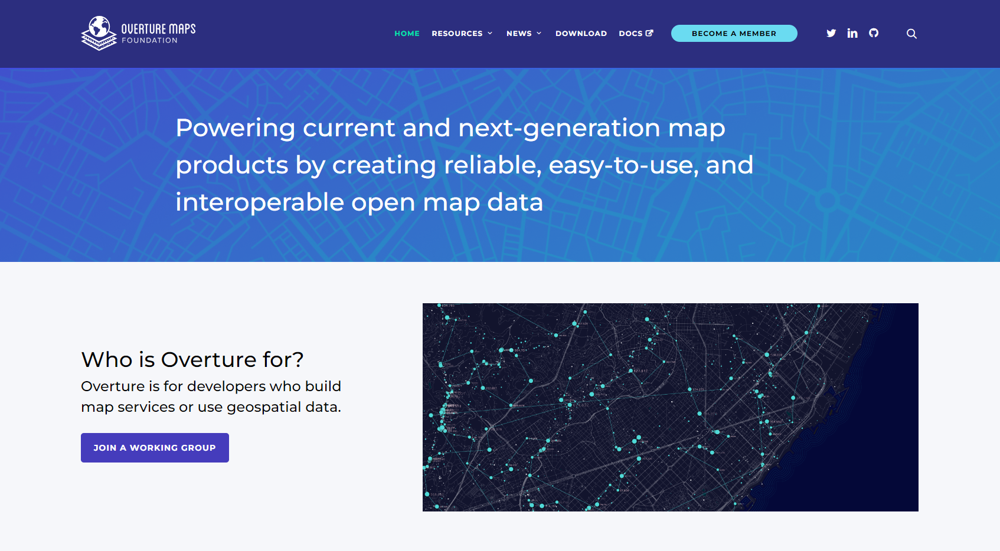 OVERTURE MAPS
FOUNDATION
HOME RESOURCES NEWS DOWNLOAD DOCS BECOME A MEMBER
Powering current and next-generation map
products by creating reliable, easy-to-use, and
interoperable open map data
Who is Overture for?
Overture is for developers who build
map services or use geospatial data.
JOIN A WORKING GROUP